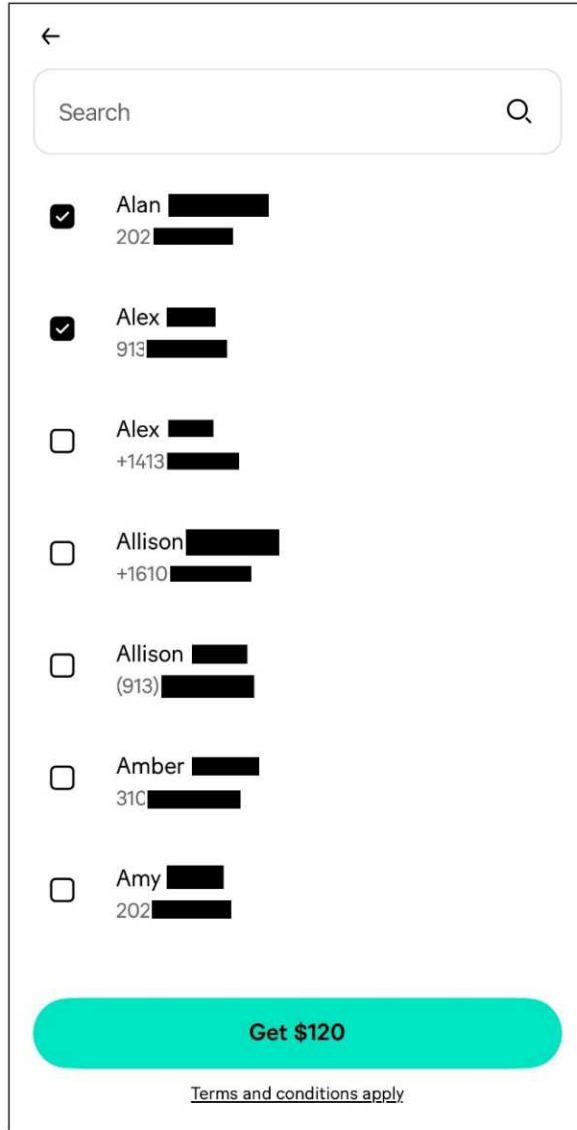 Search
Alan
202
Alex
913
Alex
+1413
Allison
+1610
Allison
(913)
Amber
310
Amy
202
Get $120
Terms and conditions apply